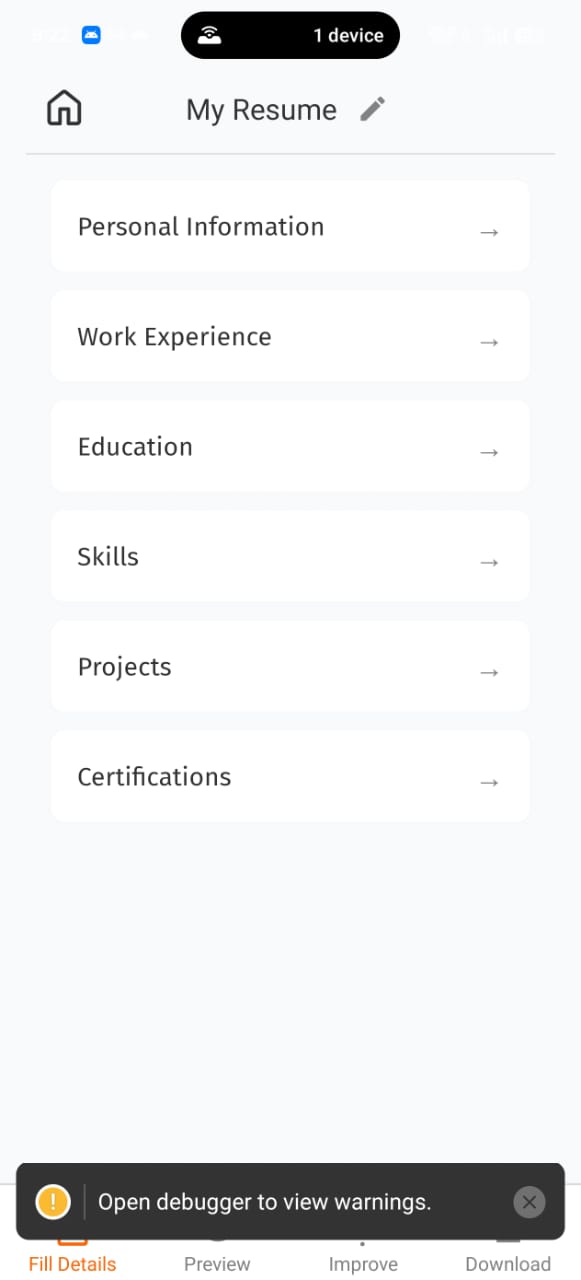 1 device
My Resume
Personal Information →
Work Experience →
Education →
Skills →
Projects →
Certifications →
Open debugger to view warnings.
Fill Details Preview Improve Download